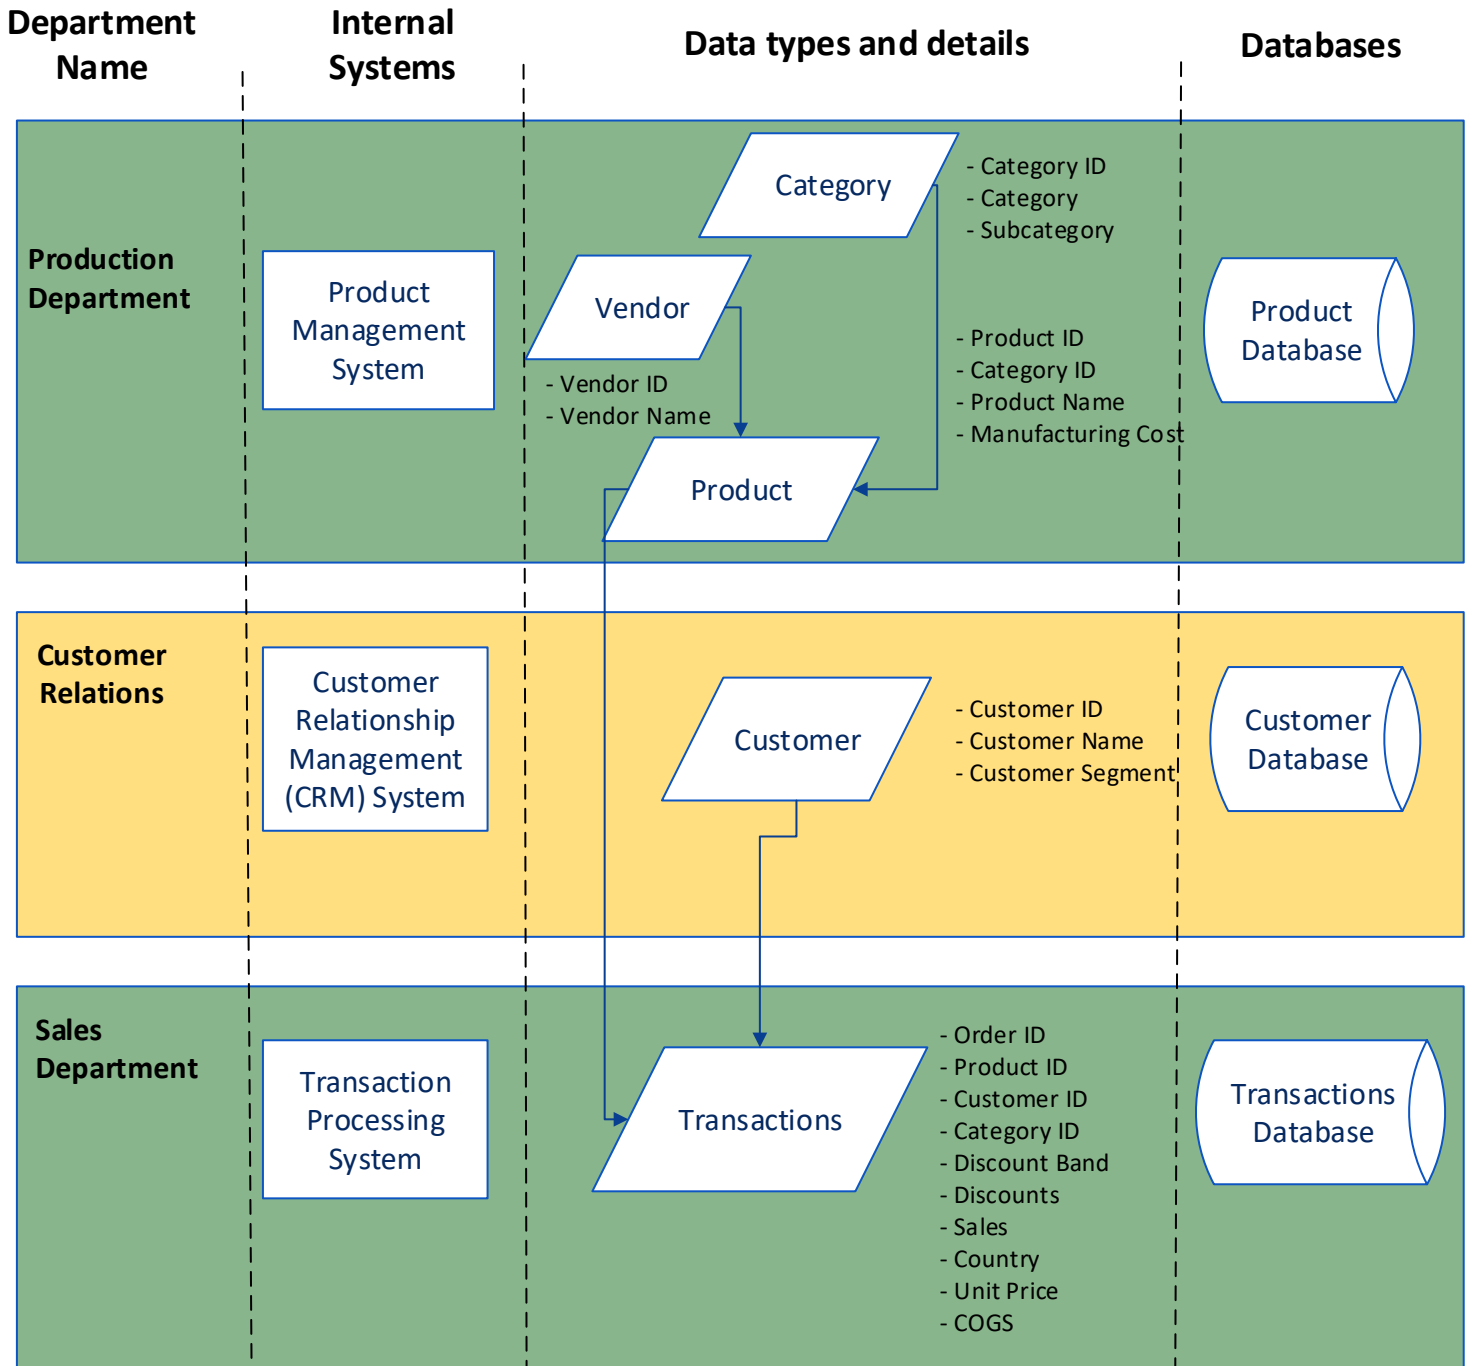 Department
Name
Internal
Systems
Data types and details
Databases
Production
Department
Product
Management
System
Category
- Category ID
- Category
- Subcategory
Vendor
- Vendor ID
- Vendor Name
- Product ID
- Category ID
- Product Name
- Manufacturing Cost
Product
Product
Database
Customer
Relations
Customer
Relationship
Management
(CRM) System
Customer
- Customer ID
- Customer Name
- Customer Segment
Customer
Database
Sales
Department
Transaction
Processing
System
Transactions
- Order ID
- Product ID
- Customer ID
- Category ID
- Discount Band
- Discounts
- Sales
- Country
- Unit Price
- COGS
Transactions
Database